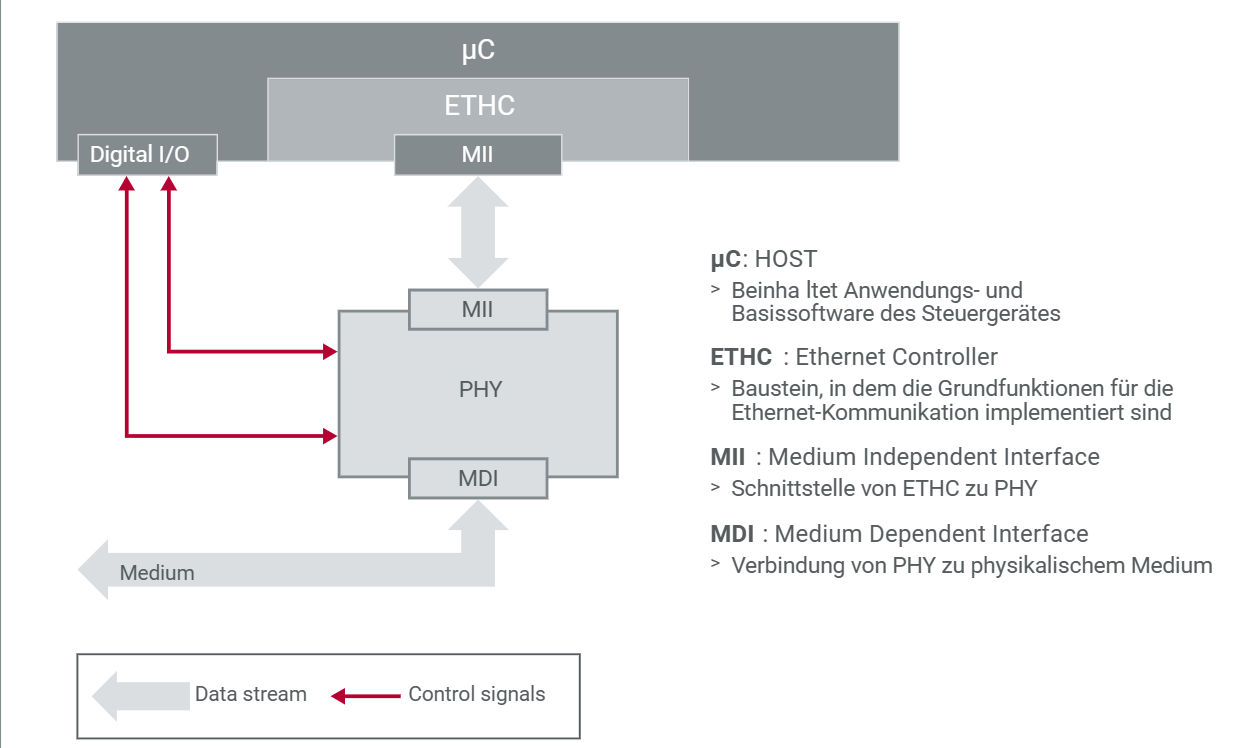 µC
ETHC
Digital I/O
MII
MII
PHY
MDI
Medium
µC: HOST
> Beinha ltet Anwendungs- und
Basissoftware des Steuergerätes
ETHC : Ethernet Controller
> Baustein, in dem die Grundfunktionen für die
Ethernet-Kommunikation implementiert sind
MII : Medium Independent Interface
> Schnittstelle von ETHC zu PHY
MDI : Medium Dependent Interface
> Verbindung von PHY zu physikalischem Medium
Data stream
Control signals